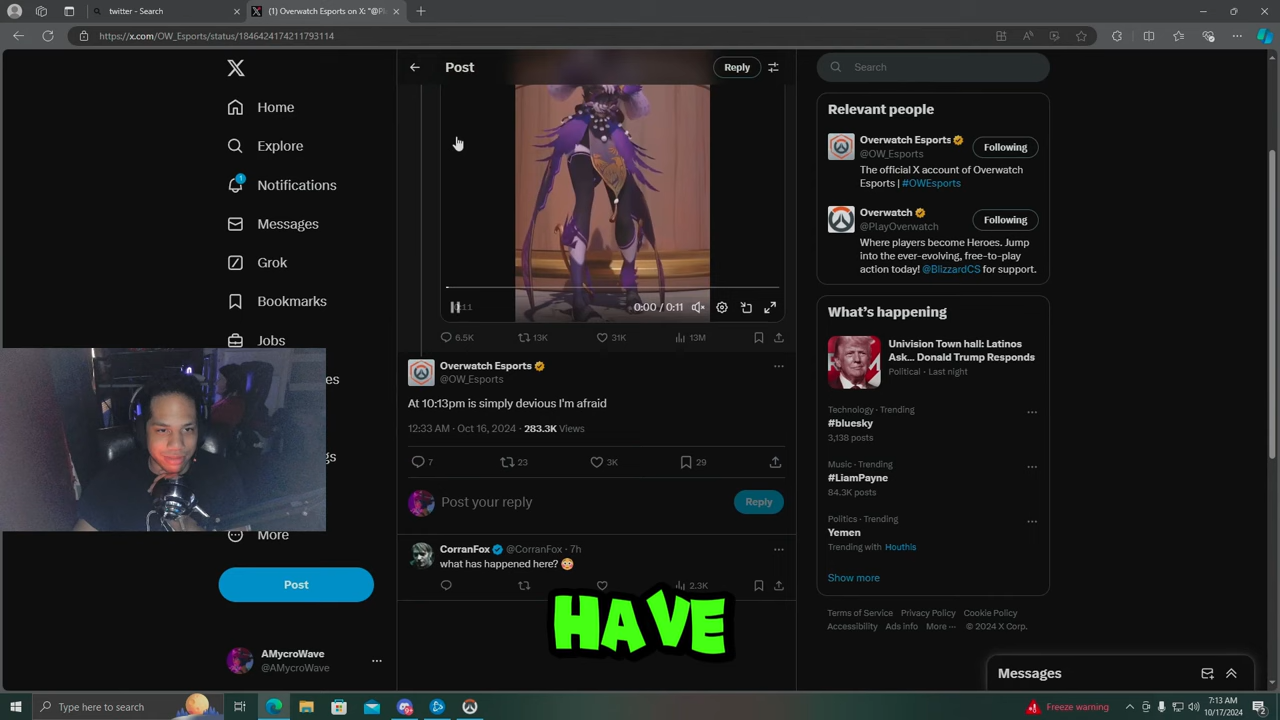 twitter - Search
(1) Overwatch Esports on X: "@Pl
https://x.com/OW_Esports/status/1846424174211793114
Home
Explore
1
Notifications
Messages
Grok
Bookmarks
Jobs
More
Post
AMycroWave
@AMycroWave
Post
Reply
0:00 / 0:11
6.5K
13K
31K
13M
Overwatch Esports
@OW_Esports
At 10:13pm is simply devious I'm afraid
12:33 AM · Oct 16, 2024 · 283.3K Views
7
23
3K
29
Post your reply
Reply
CorranFox @CorranFox · 7h
what has happened here? 😳
2.3K
HAVE
Search
Relevant people
Overwatch Esports
@OW_Esports
Following
The official X account of Overwatch
Esports | #OWEsports
Overwatch
@PlayOverwatch
Following
Where players become Heroes. Jump
into the ever-evolving, free-to-play
action today! @BlizzardCS for support.
What's happening
Univision Town hall: Latinos
Ask... Donald Trump Responds
Political · Last night
Technology · Trending
#bluesky
3,138 posts
Music · Trending
#LiamPayne
84.3K posts
Politics · Trending
Yemen
Trending with Houthis
Show more
Terms of Service Privacy Policy Cookie Policy
Accessibility Ads info More ··· © 2024 X Corp.
Messages
Type here to search
Freeze warning
7:13 AM
10/17/2024
2